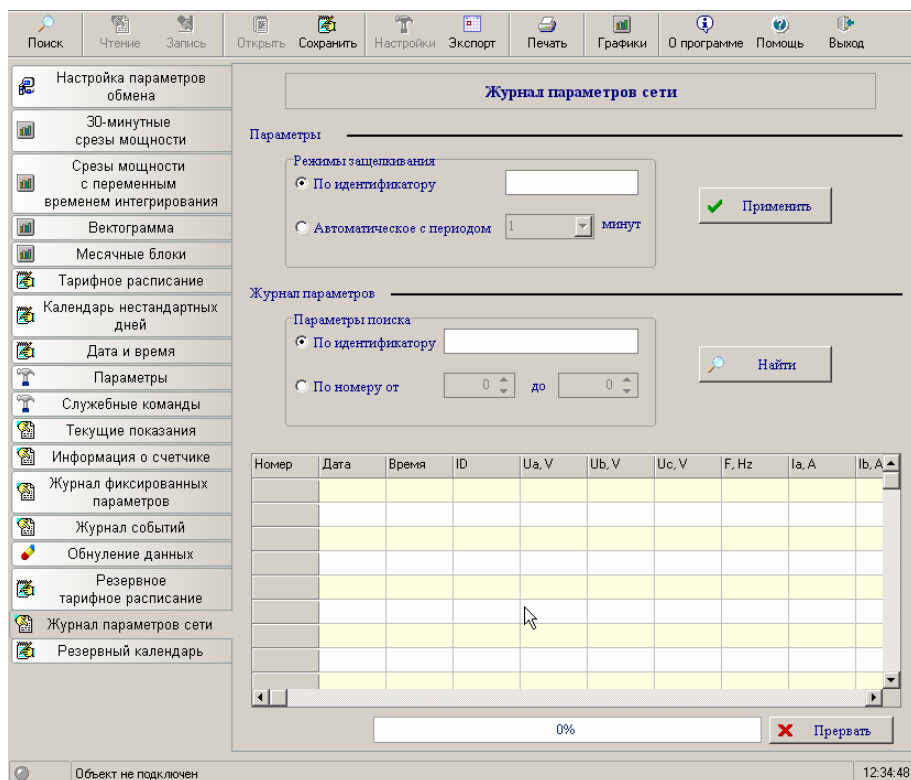 Поиск Чтение Запись Открыть Сохранить Настройки Экспорт Печать Графики О программе Помощь Выход
Настройка параметров
обмена
30-минутные
срезы мощности
Срезы мощности
с переменным
временем интегрирования
Вектограмма
Месячные блоки
Тарифное расписание
Календарь нестандартных
дней
Дата и время
Параметры
Служебные команды
Текущие показания
Информация о счетчике
Журнал фиксированных
параметров
Журнал событий
Обнуление данных
Резервное
тарифное расписание
Журнал параметров сети
Резервный календарь
Журнал параметров сети
Параметры
Режимы защелкивания
По идентификатору
Автоматическое с периодом 1 минут
Применить
Журнал параметров
Параметры поиска
По идентификатору
По номеру от 0 до 0
Найти
Номер Дата Время ID Ua, V Ub, V Uc, V F, Hz Ia, A Ib, A
0% Прервать
Объект не подключен 12:34:48